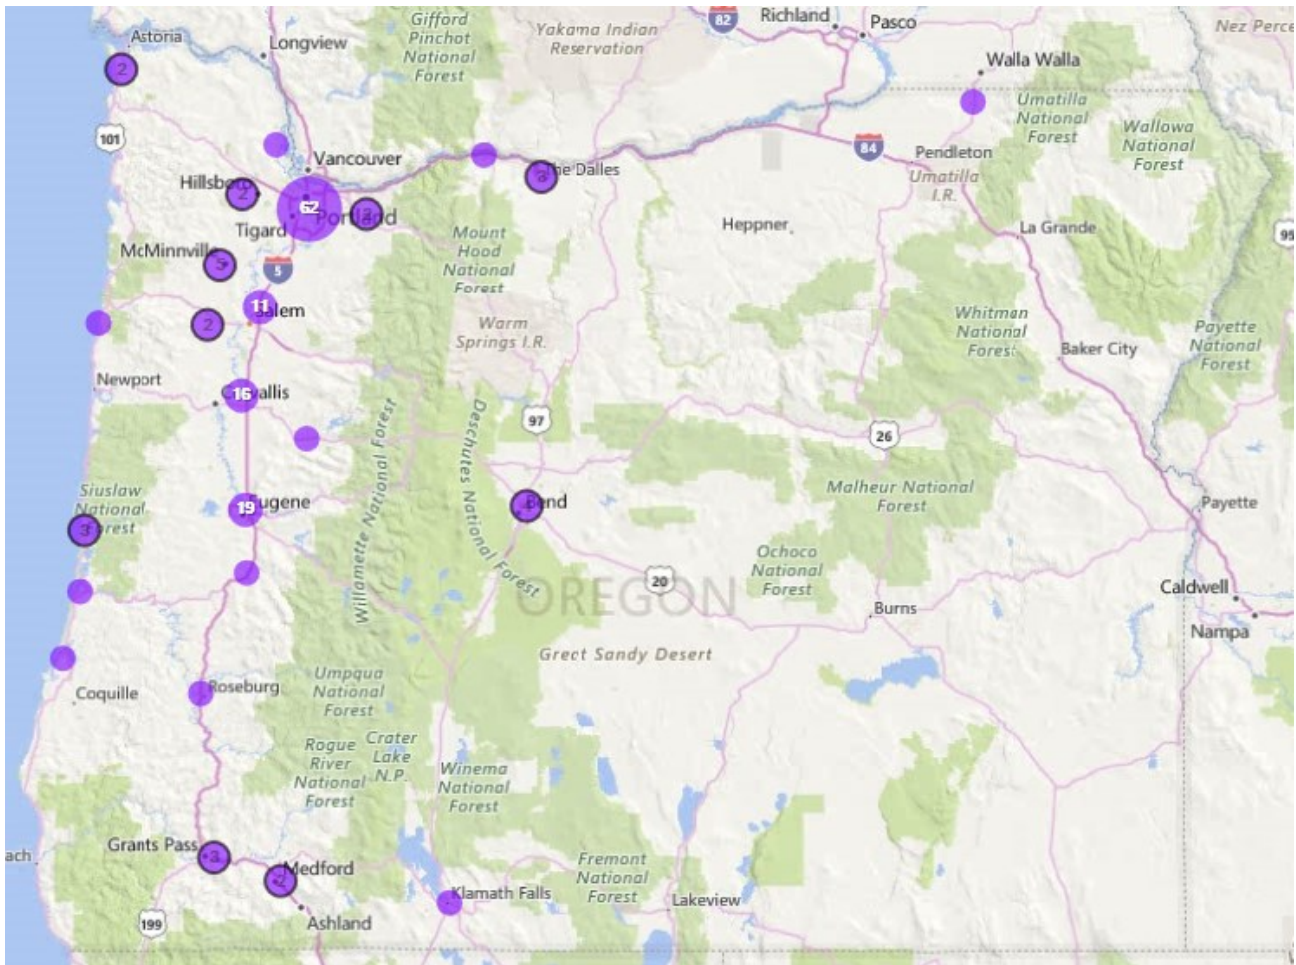 Gifford
Pinchot
National
Forest
Yakama Indian
Reservation
82
Richland
Pasco
Nez Perce
Astoria
Longview
2
Walla Walla
Umatilla
National
Forest
Wallowa
National
Forest
101
84
Vancouver
Pendleton
Umatilla
I.R.
The Dalles
Hillsboro
2
62
Portland
Tigard
Mount
Hood
National
Forest
Heppner
La Grande
95
McMinnville
5
11
Salem
2
Warm
Springs I.R.
Whitman
National
Forest
Payette
National
Forest
Baker City
Newport
16
Corvallis
97
26
Willamette National Forest
Deschutes National Forest
Siuslaw
National
Forest
3
19
Eugene
Bend
Malheur National
Forest
Payette
Ochoco
National
Forest
20
OREGON
Caldwell
Burns
Nampa
Great Sandy Desert
Coquille
Roseburg
Umpqua
National
Forest
Rogue
River
National
Forest
Crater
Lake
N.P.
Winema
National
Forest
Grants Pass
3
ach
Medford
2
Fremont
National
Forest
Klamath Falls
Lakeview
199
Ashland